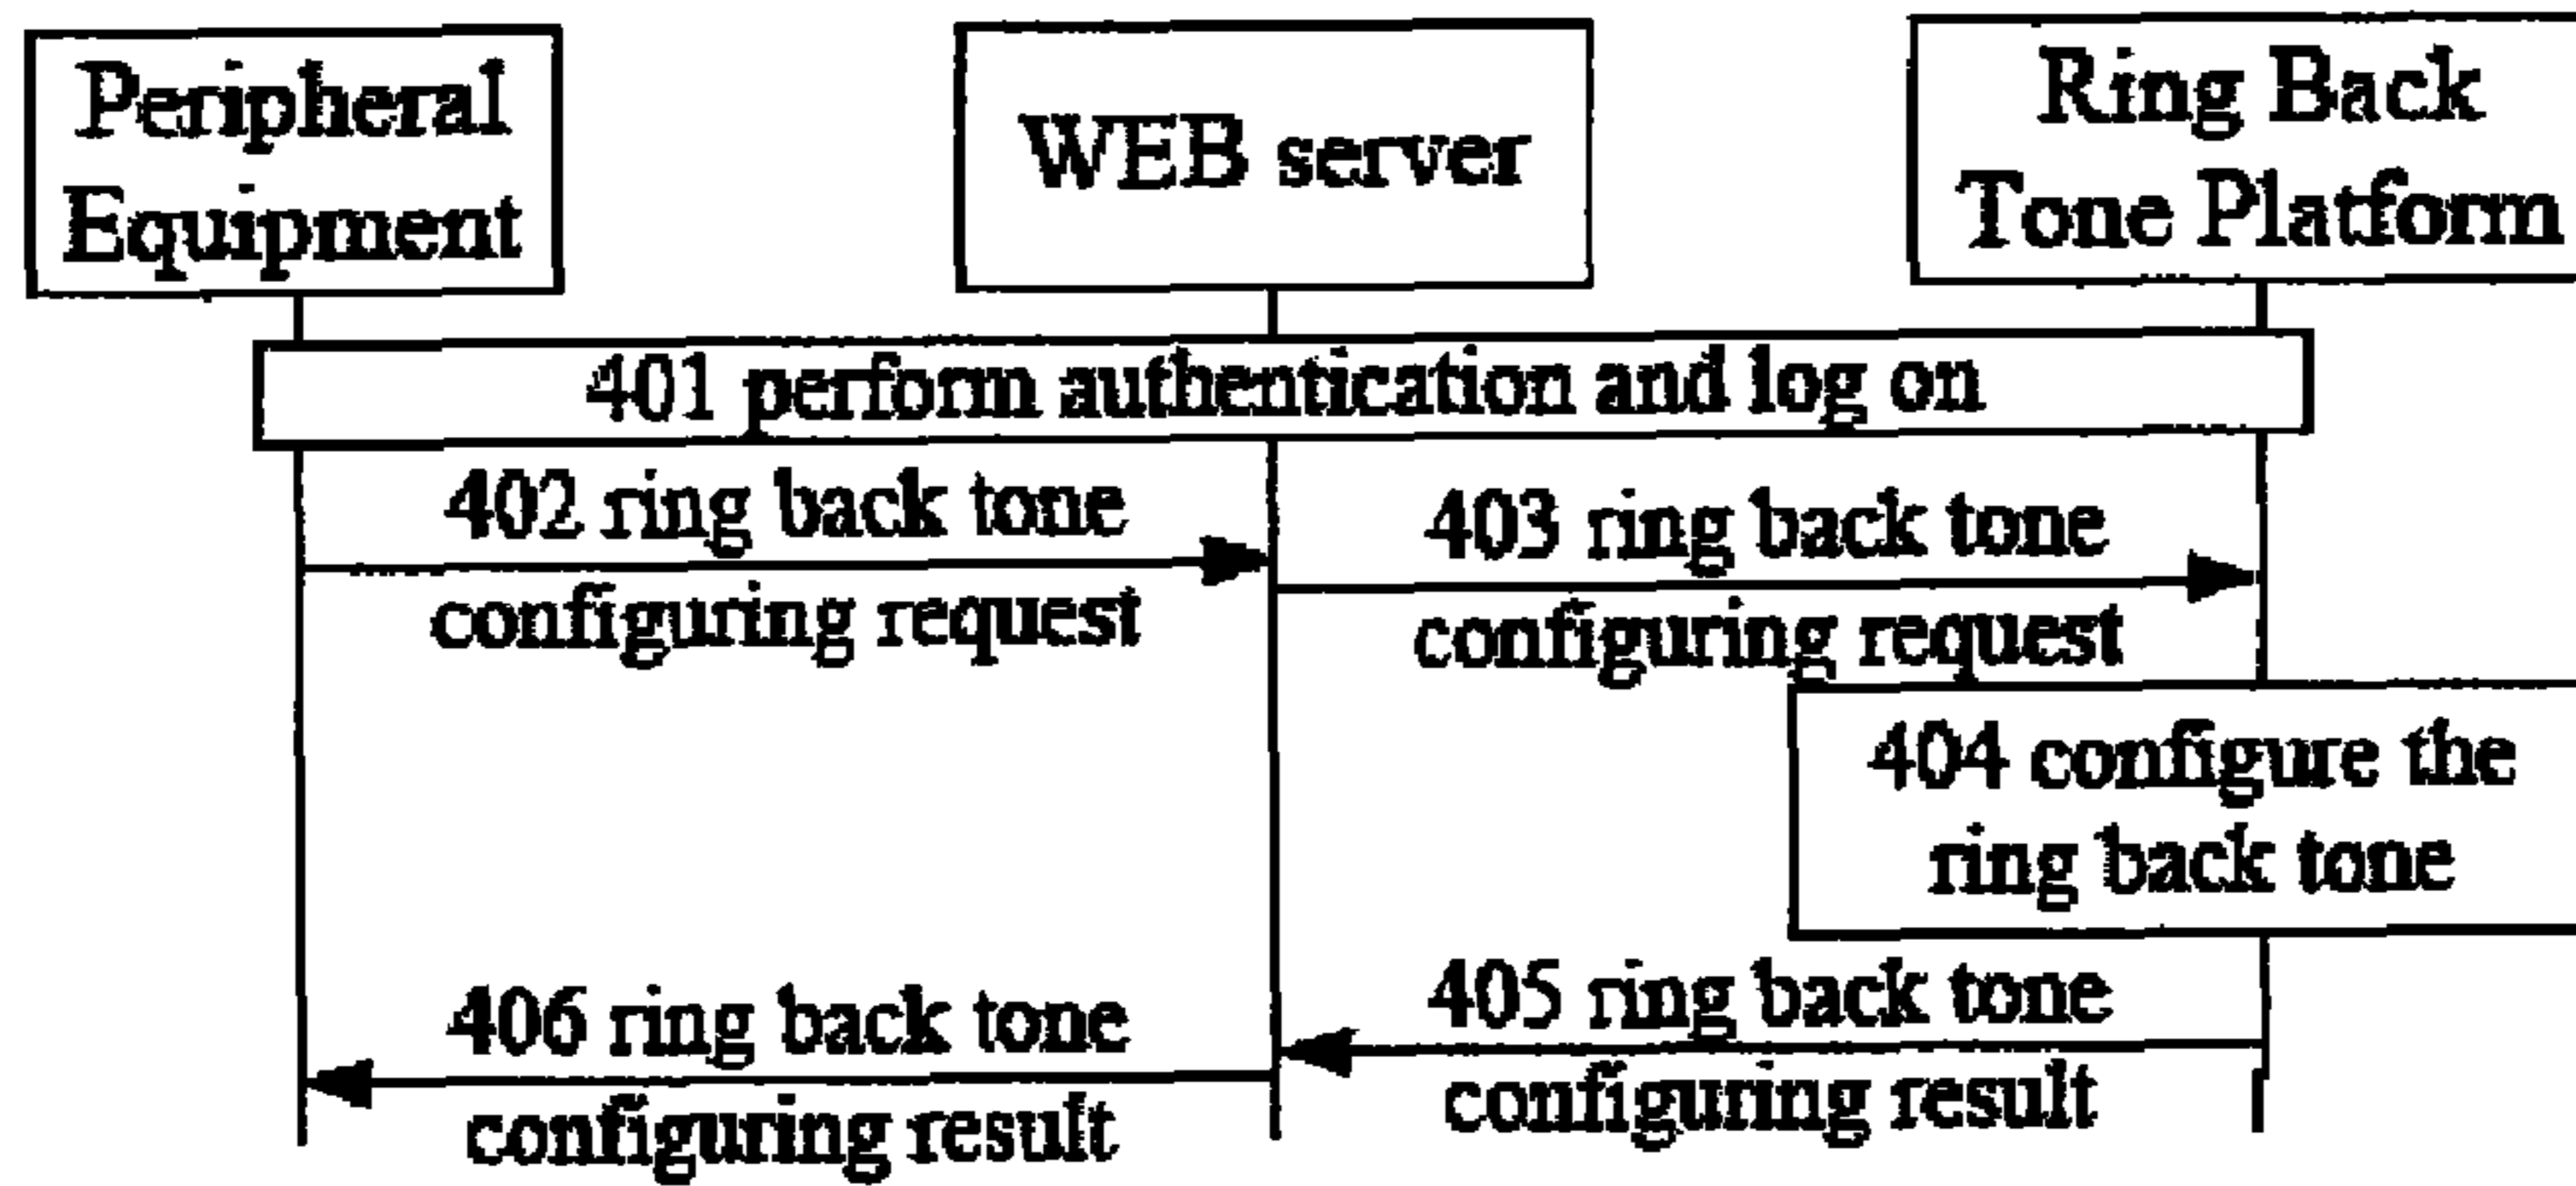 Peripheral
Equipment
WEB server
Ring Back
Tone Platform
401 perform authentication and log on
402 ring back tone
configuring request
403 ring back tone
configuring request
404 configure the
ring back tone
405 ring back tone
configuring result
406 ring back tone
configuring result